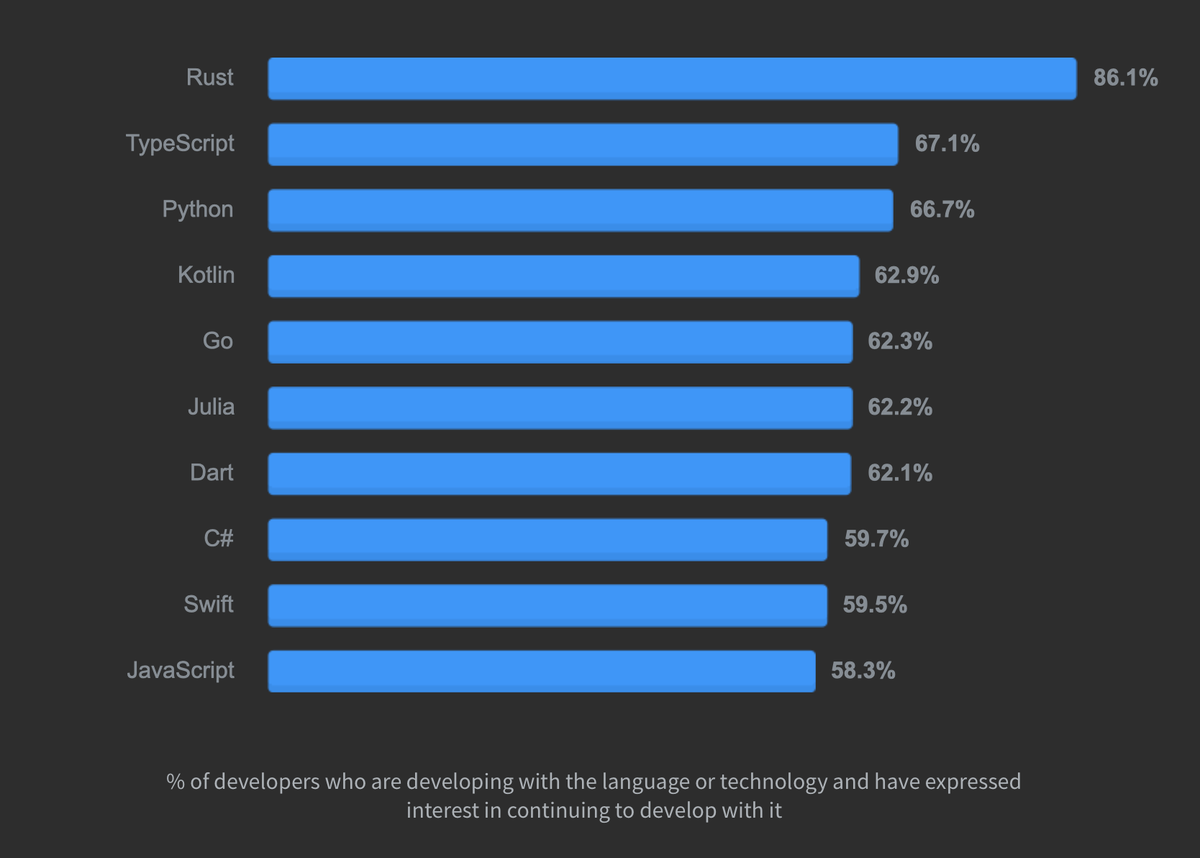 Rust 86.1%
TypeScript 67.1%
Python 66.7%
Kotlin 62.9%
Go 62.3%
Julia 62.2%
Dart 62.1%
C# 59.7%
Swift 59.5%
JavaScript 58.3%
% of developers who are developing with the language or technology and have expressed
interest in continuing to develop with it